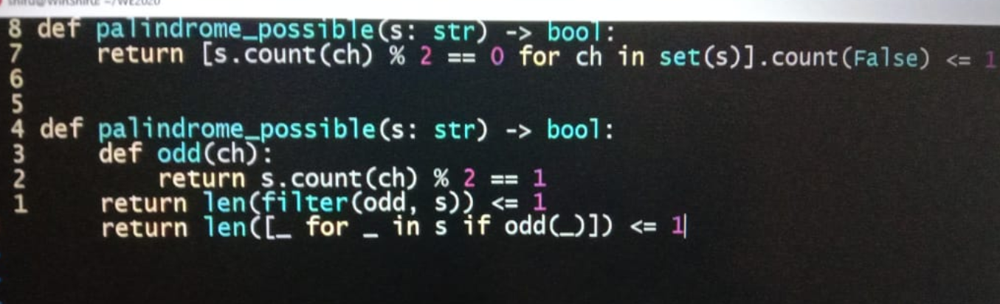 8 def palindrome_possible(s: str) -> bool:
7     return [s.count(ch) % 2 == 0 for ch in set(s)].count(False) <= 1
6
5
4 def palindrome_possible(s: str) -> bool:
3     def odd(ch):
2         return s.count(ch) % 2 == 1
1     return len(filter(odd, s)) <= 1
      return len([_ for _ in s if odd(_)]) <= 1